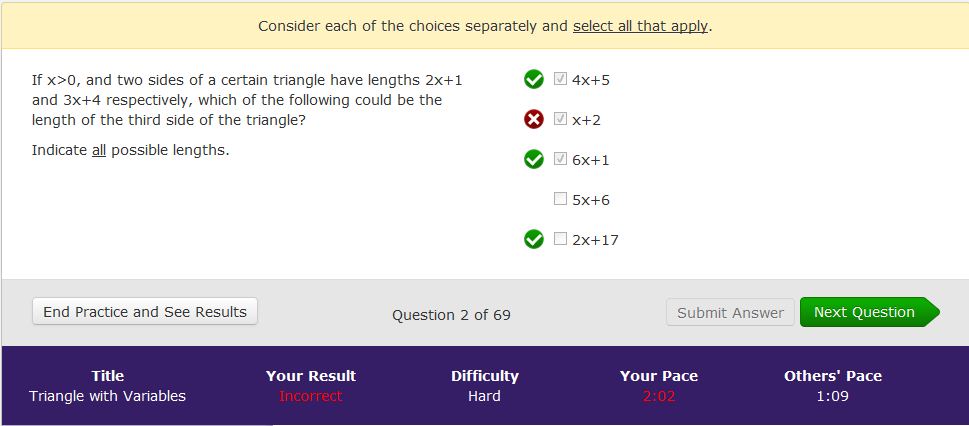 Consider each of the choices separately and select all that apply.
If x>0, and two sides of a certain triangle have lengths 2x+1
and 3x+4 respectively, which of the following could be the
length of the third side of the triangle?
Indicate all possible lengths.
4x+5
x+2
6x+1
5x+6
2x+17
End Practice and See Results
Question 2 of 69
Submit Answer
Next Question
Title
Triangle with Variables
Your Result
Incorrect
Difficulty
Hard
Your Pace
2:02
Others' Pace
1:09